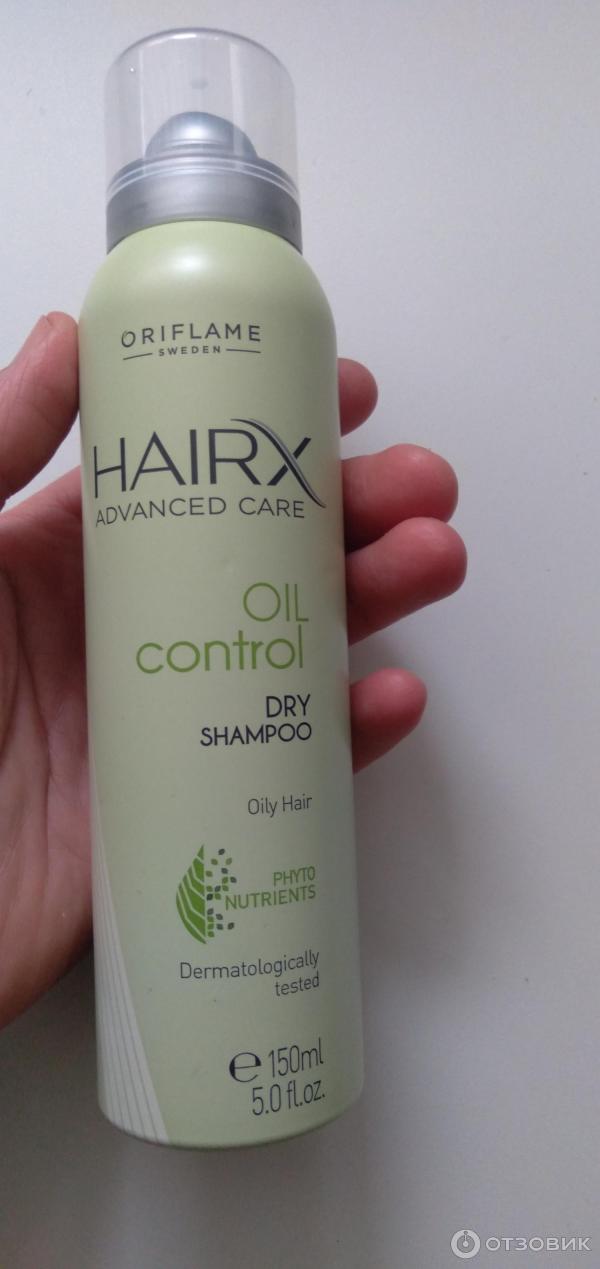 ORIFLAME
SWEDEN
HAIRX
ADVANCED CARE
OIL
control
DRY
SHAMPOO
Oily Hair
PHYTO
NUTRIENTS
Dermatologically
tested
℮ 150ml
5.0 fl.oz.
ОТЗОВИК